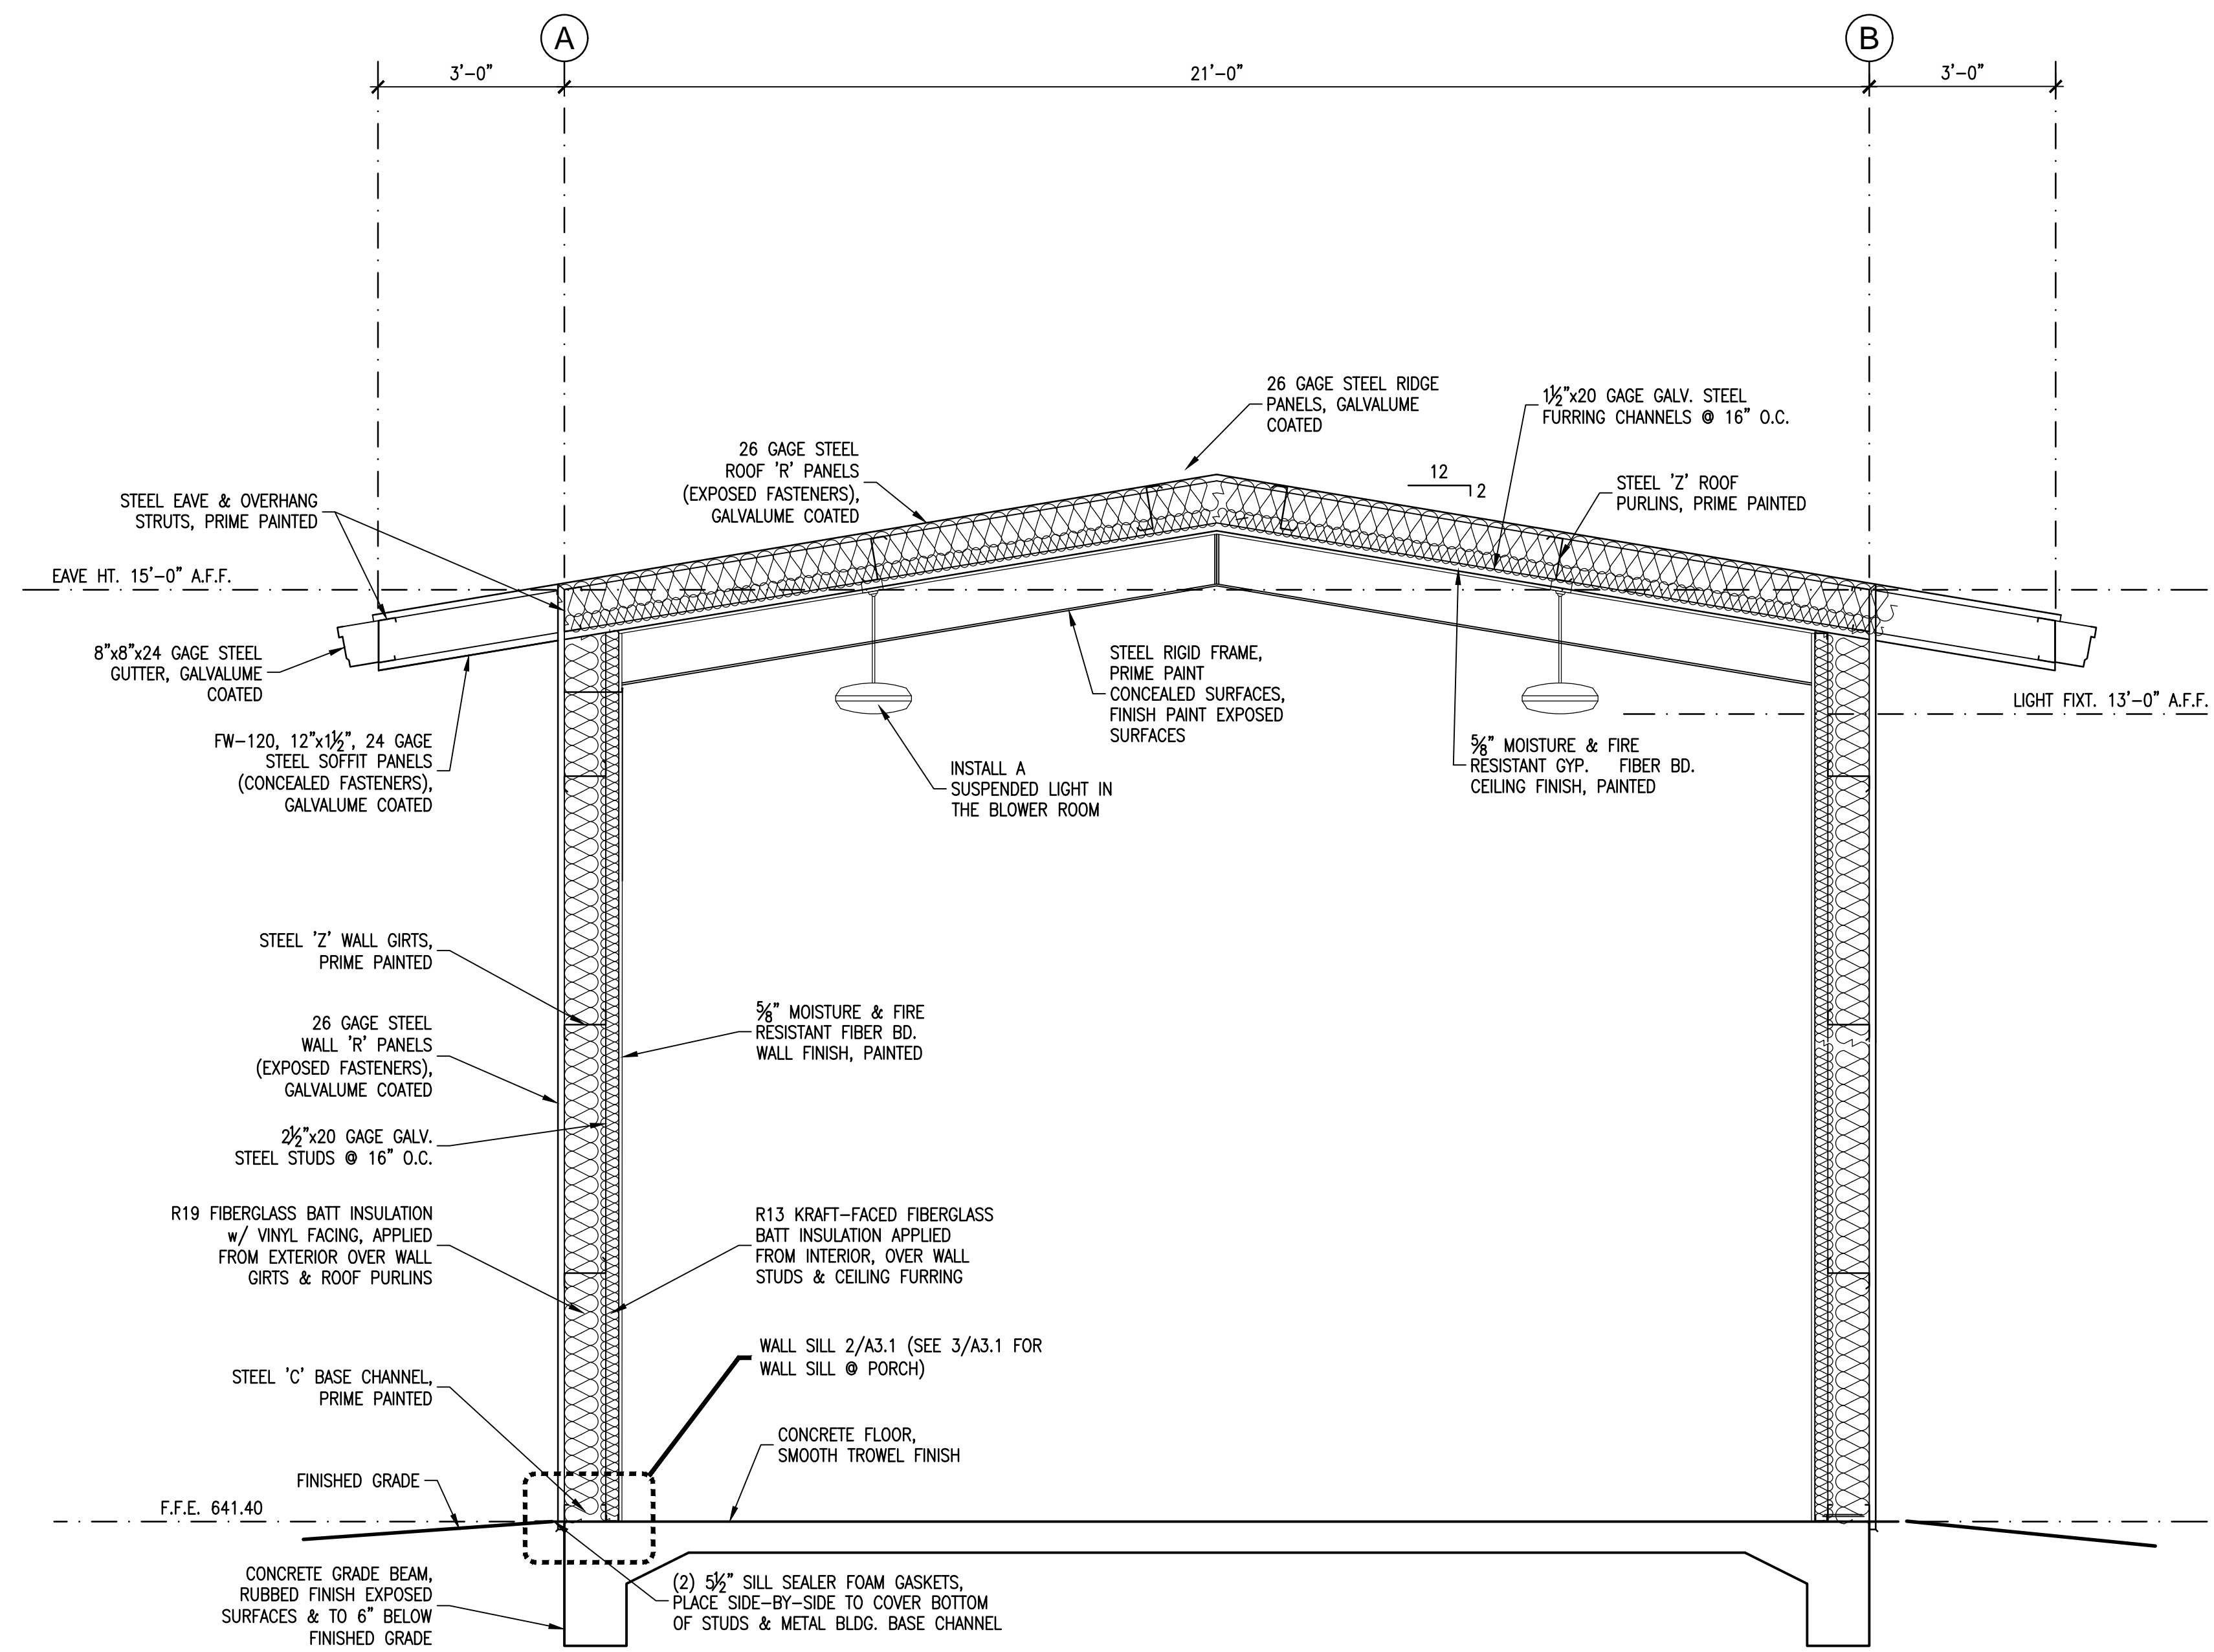 A
B
3'-0"
21'-0"
3'-0"
26 GAGE STEEL RIDGE
PANELS, GALVALUME
COATED
1½"x20 GAGE GALV. STEEL
FURRING CHANNELS @ 16" O.C.
26 GAGE STEEL
ROOF 'R' PANELS
(EXPOSED FASTENERS),
GALVALUME COATED
12
2
STEEL 'Z' ROOF
PURLINS, PRIME PAINTED
STEEL EAVE & OVERHANG
STRUTS, PRIME PAINTED
EAVE HT. 15'-0" A.F.F.
8"x8"x24 GAGE STEEL
GUTTER, GALVALUME
COATED
STEEL RIGID FRAME,
PRIME PAINT
CONCEALED SURFACES,
FINISH PAINT EXPOSED
SURFACES
LIGHT FIXT. 13'-0" A.F.F.
FW-120, 12"x1½", 24 GAGE
STEEL SOFFIT PANELS
(CONCEALED FASTENERS),
GALVALUME COATED
INSTALL A
SUSPENDED LIGHT IN
THE BLOWER ROOM
⅝" MOISTURE & FIRE
RESISTANT GYP. FIBER BD.
CEILING FINISH, PAINTED
STEEL 'Z' WALL GIRTS,
PRIME PAINTED
⅝" MOISTURE & FIRE
RESISTANT FIBER BD.
WALL FINISH, PAINTED
26 GAGE STEEL
WALL 'R' PANELS
(EXPOSED FASTENERS),
GALVALUME COATED
2½"x20 GAGE GALV.
STEEL STUDS @ 16" O.C.
R19 FIBERGLASS BATT INSULATION
w/ VINYL FACING, APPLIED
FROM EXTERIOR OVER WALL
GIRTS & ROOF PURLINS
R13 KRAFT-FACED FIBERGLASS
BATT INSULATION APPLIED
FROM INTERIOR, OVER WALL
STUDS & CEILING FURRING
WALL SILL 2/A3.1 (SEE 3/A3.1 FOR
WALL SILL @ PORCH)
STEEL 'C' BASE CHANNEL,
PRIME PAINTED
CONCRETE FLOOR,
SMOOTH TROWEL FINISH
FINISHED GRADE
F.F.E. 641.40
CONCRETE GRADE BEAM,
RUBBED FINISH EXPOSED
SURFACES & TO 6" BELOW
FINISHED GRADE
(2) 5½" SILL SEALER FOAM GASKETS,
PLACE SIDE-BY-SIDE TO COVER BOTTOM
OF STUDS & METAL BLDG. BASE CHANNEL